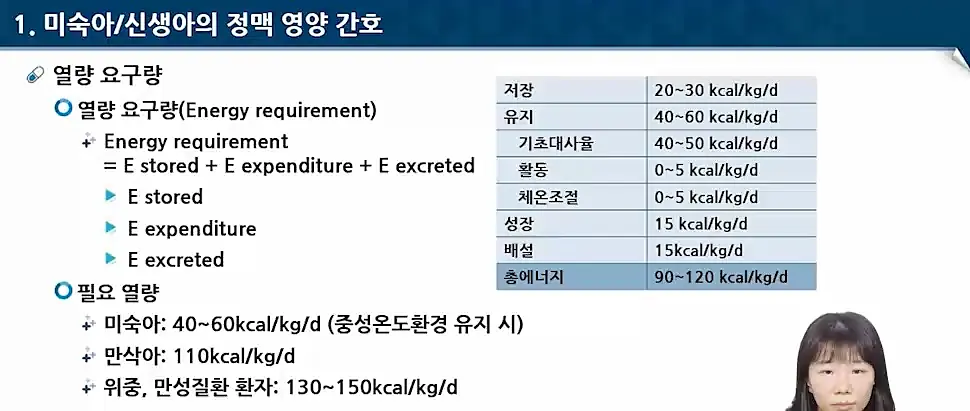 1. 미숙아/신생아의 정맥 영양 간호
열량 요구량
열량 요구량(Energy requirement)
Energy requirement
= E stored + E expenditure + E excreted
E stored
E expenditure
E excreted
필요 열량
미숙아: 40~60kcal/kg/d (중성온도환경 유지 시)
만삭아: 110kcal/kg/d
위중, 만성질환 환자: 130~150kcal/kg/d
저장 20~30 kcal/kg/d
유지 40~60 kcal/kg/d
기초대사율 40~50 kcal/kg/d
활동 0~5 kcal/kg/d
체온조절 0~5 kcal/kg/d
성장 15 kcal/kg/d
배설 15kcal/kg/d
총에너지 90~120 kcal/kg/d